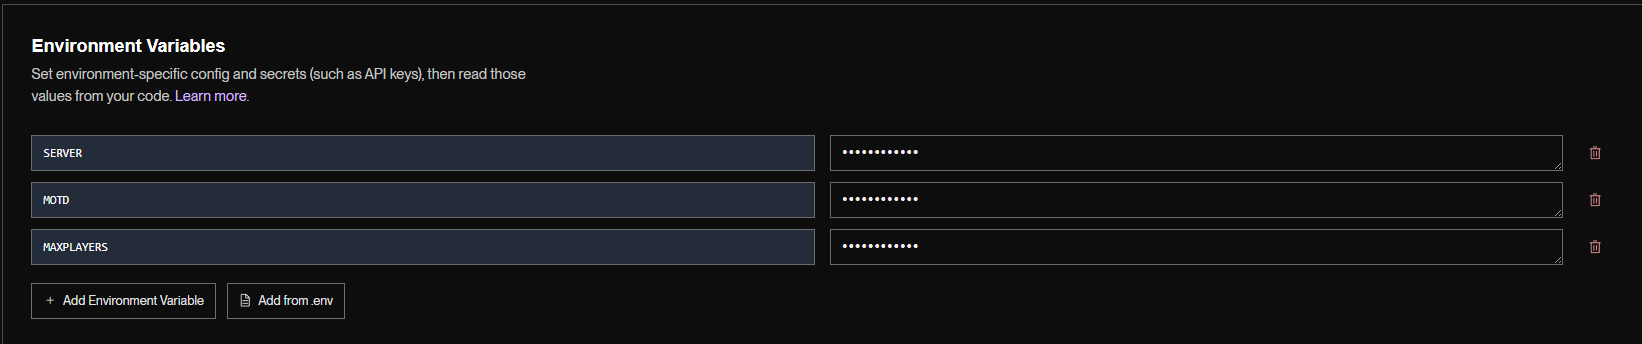 Environment Variables
Set environment-specific config and secrets (such as API keys), then read those
values from your code. Learn more.
SERVER ••••••••••••
MOTD ••••••••••••
MAXPLAYERS ••••••••••••
+ Add Environment Variable Add from .env